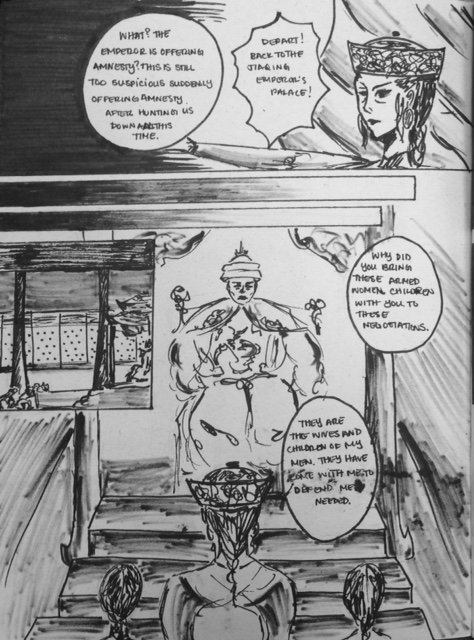 WHAT? THE
EMPEROR IS OFFERING
AMNESTY? THIS IS STILL
TOO SUSPICIOUS SUDDENLY
OFFERING AMNESTY
AFTER HUNTING US
DOWN ALL THIS
TIME.
DEPART!
BACK TO THE
JIAQING
EMPEROR'S
PALACE!
WHY DID
YOU BRING
THESE ARMED
WOMEN, CHILDREN
WITH YOU TO
THESE
NEGOTIATIONS.
THEY ARE
THE WIVES AND
CHILDREN OF MY
MEN. THEY HAVE
COME WITH ME TO
DEFEND ME IF
NEEDED.